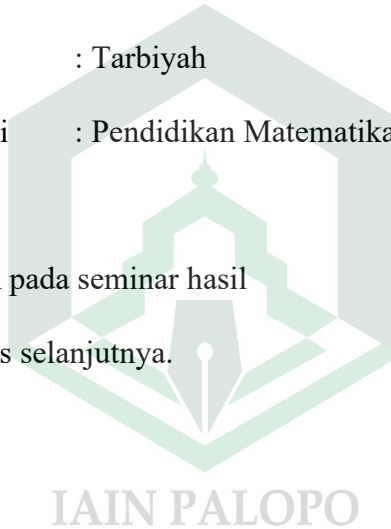 : Tarbiyah
i : Pendidikan Matematika
pada seminar hasil
s selanjutnya.
IAIN PALOPO